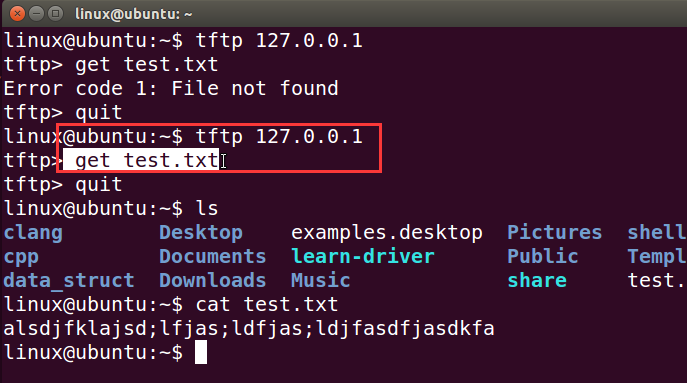 linux@ubuntu: ~
linux@ubuntu:~$ tftp 127.0.0.1
tftp> get test.txt
Error code 1: File not found
tftp> quit
linux@ubuntu:~$ tftp 127.0.0.1
tftp> get test.txt
tftp> quit
linux@ubuntu:~$ ls
clang Desktop examples.desktop Pictures shell
cpp Documents learn-driver Public Templ
data_struct Downloads Music share test.
linux@ubuntu:~$ cat test.txt
alsdjfklajsd;lfjas;ldfjas;ldjfasdfjasdkfa
linux@ubuntu:~$